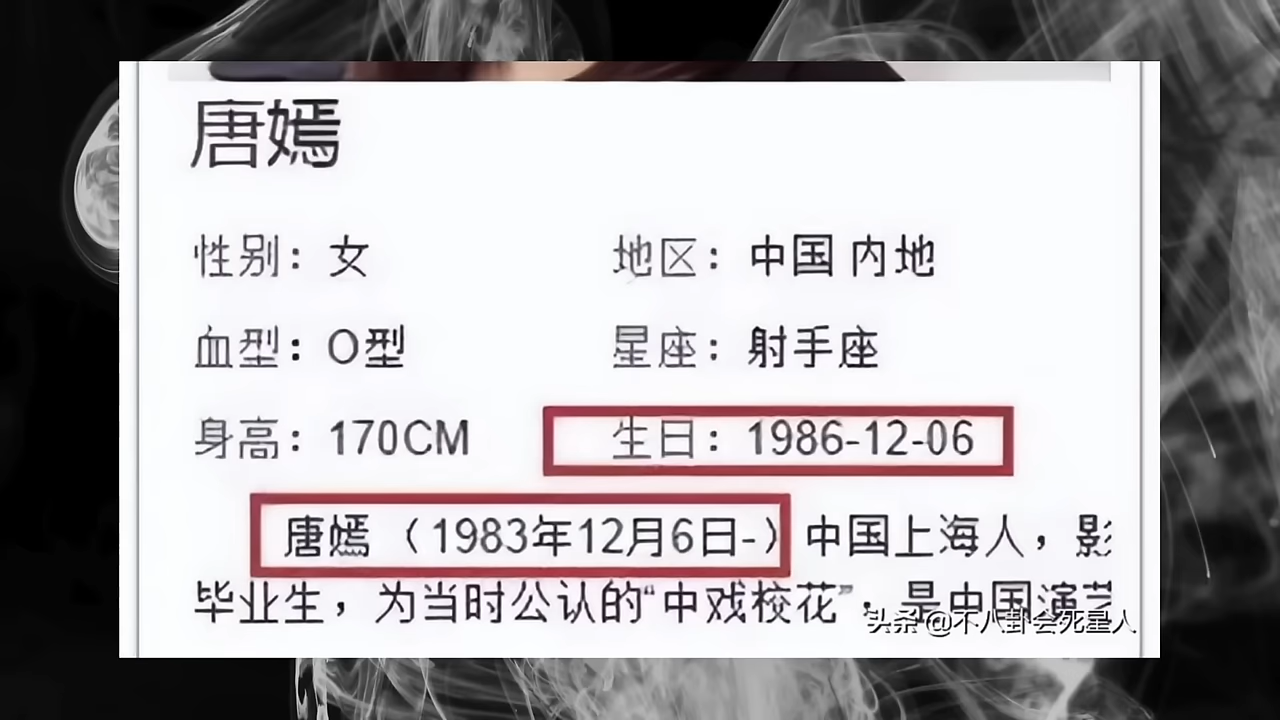 唐嫣
性别：女 地区：中国 内地
血型：O型 星座：射手座
身高：170CM 生日：1986-12-06
唐嫣（1983年12月6日-）中国上海人，影
毕业生，为当时公认的“中戏校花”，是中国演艺
头条 @不八卦会死星人